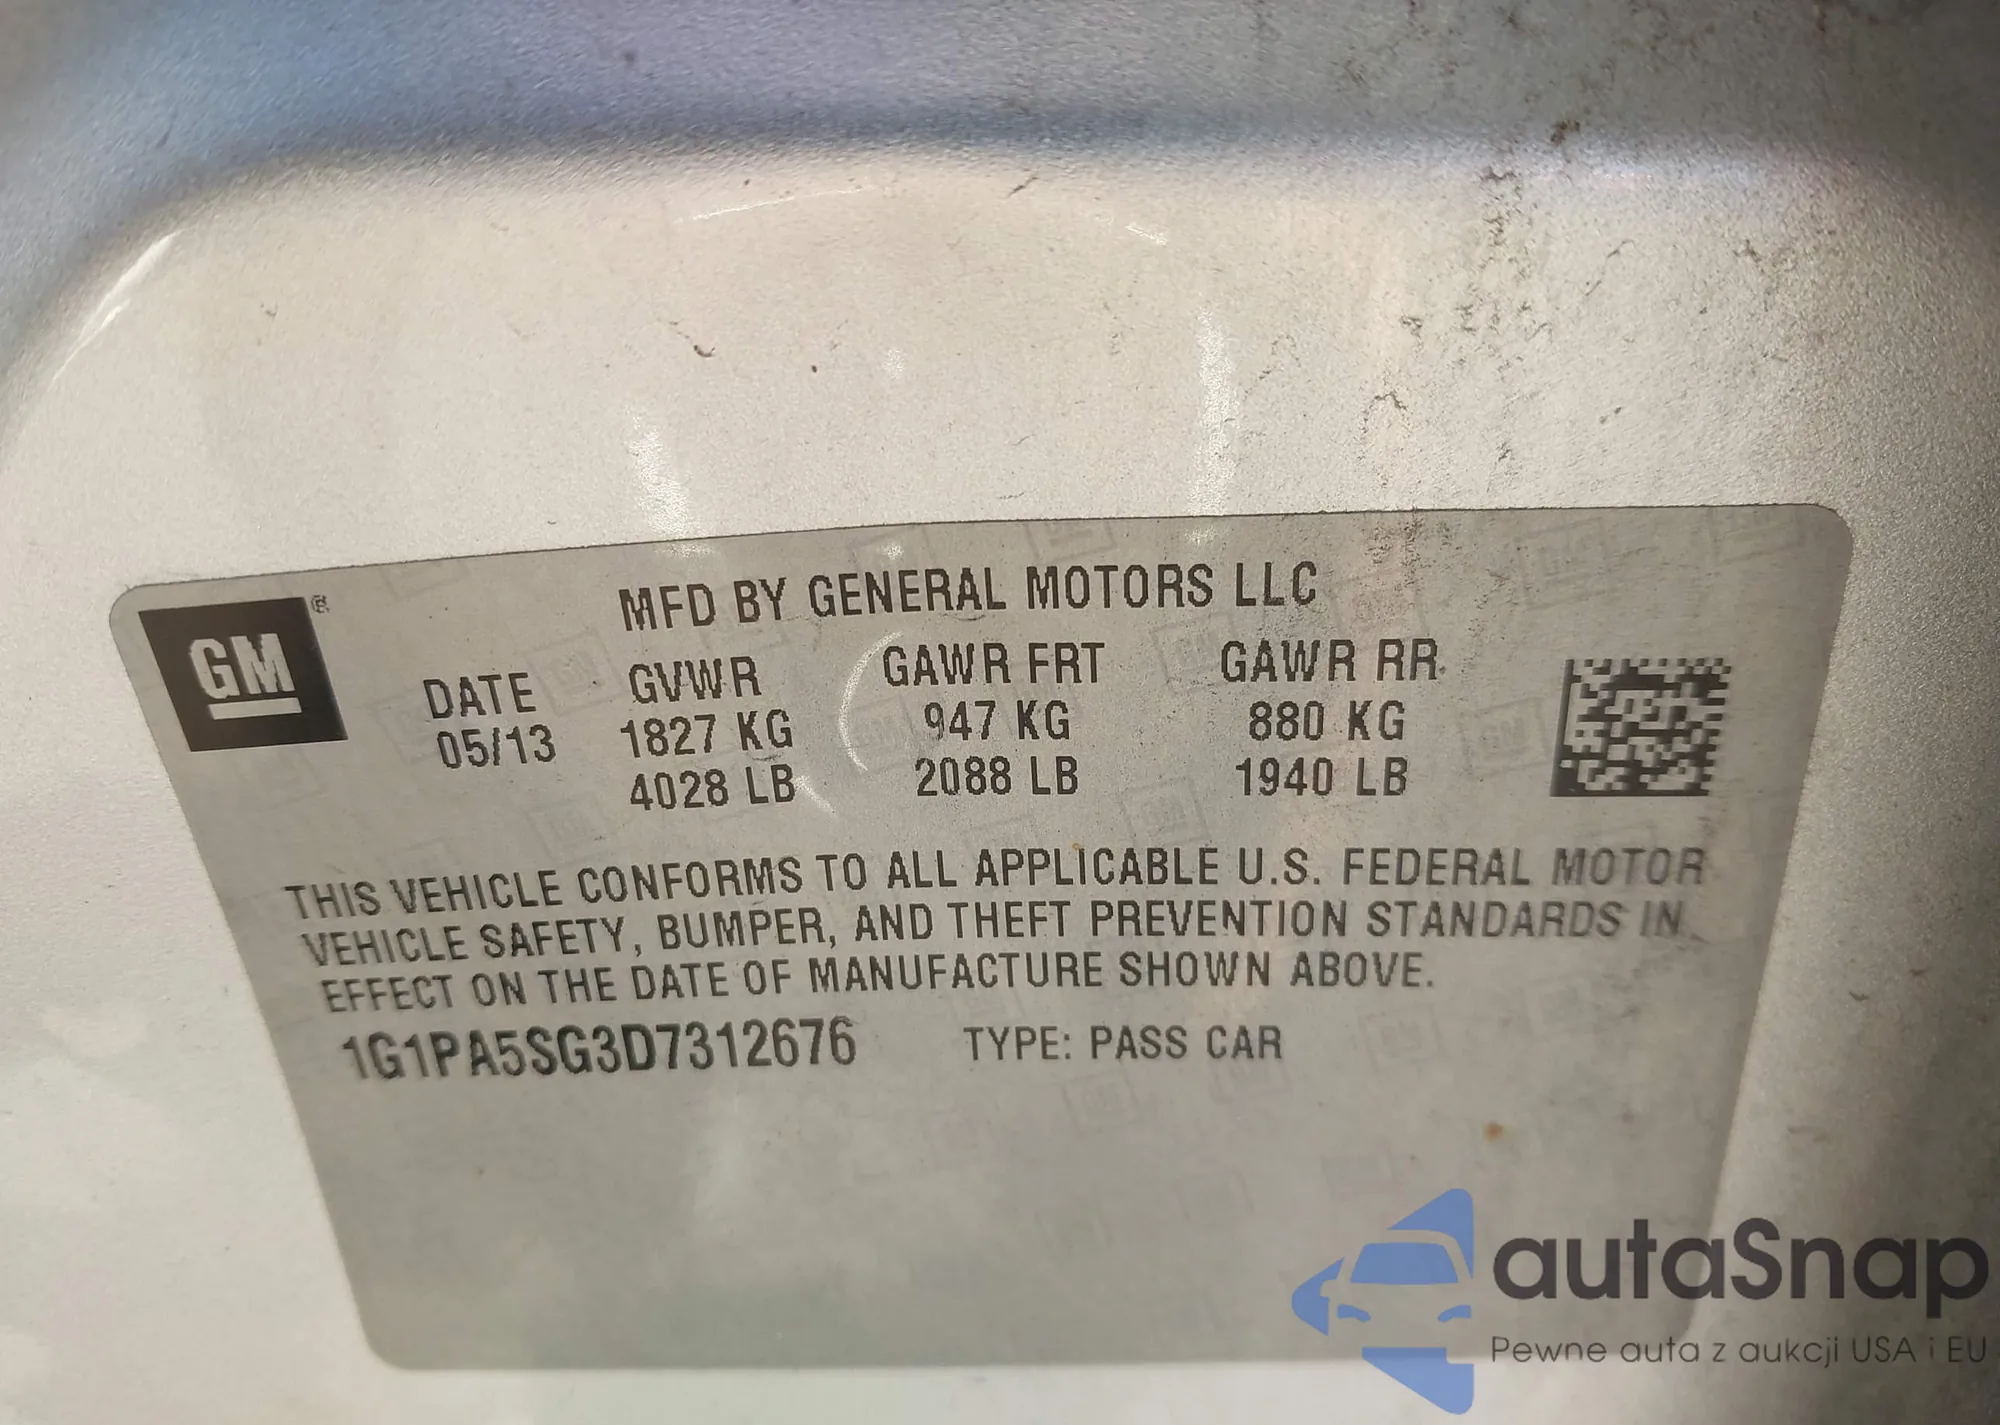 MFD BY GENERAL MOTORS LLC
GM ®
DATE GVWR GAWR FRT GAWR RR
05/13 1827 KG 947 KG 880 KG
4028 LB 2088 LB 1940 LB
THIS VEHICLE CONFORMS TO ALL APPLICABLE U.S. FEDERAL MOTOR
VEHICLE SAFETY, BUMPER, AND THEFT PREVENTION STANDARDS IN
EFFECT ON THE DATE OF MANUFACTURE SHOWN ABOVE.
1G1PA5SG3D7312676 TYPE: PASS CAR
autaSnap
Pewne auta z aukcji USA i EU